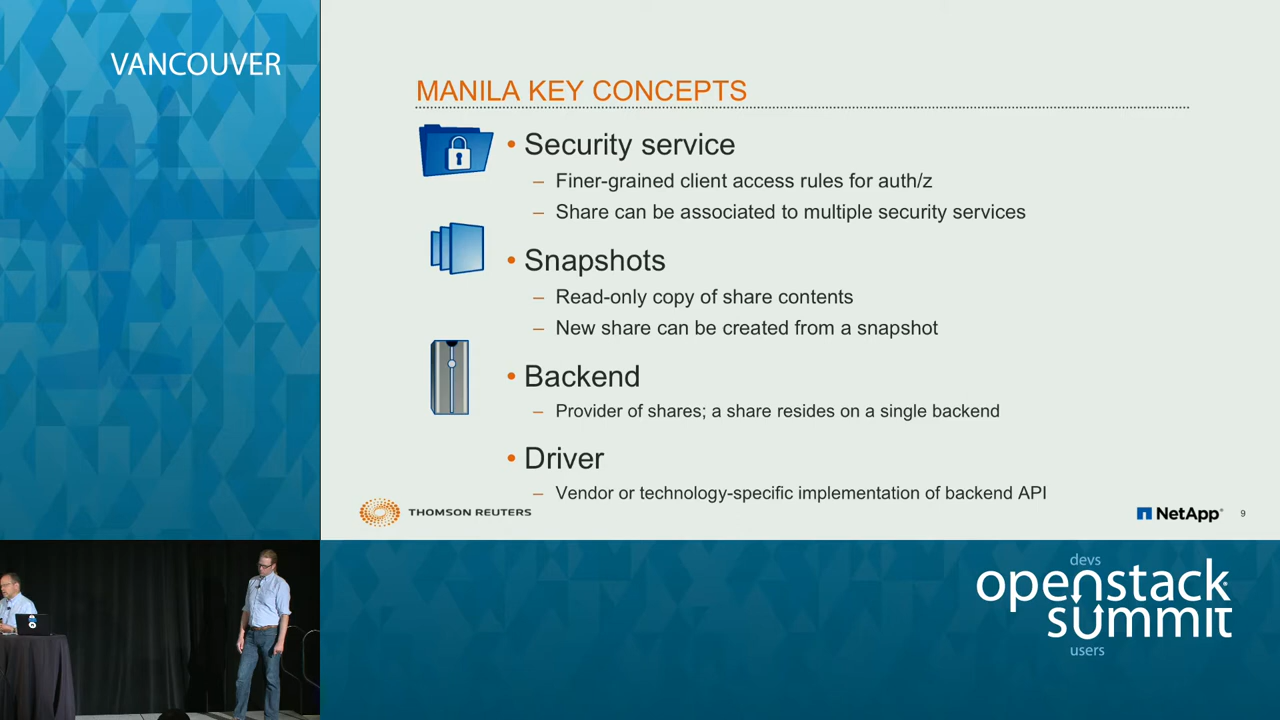 VANCOUVER
MANILA KEY CONCEPTS
• Security service
– Finer-grained client access rules for auth/z
– Share can be associated to multiple security services
• Snapshots
– Read-only copy of share contents
– New share can be created from a snapshot
• Backend
– Provider of shares; a share resides on a single backend
• Driver
– Vendor or technology-specific implementation of backend API
THOMSON REUTERS
NetApp®
9
devs
openstack
summit
users